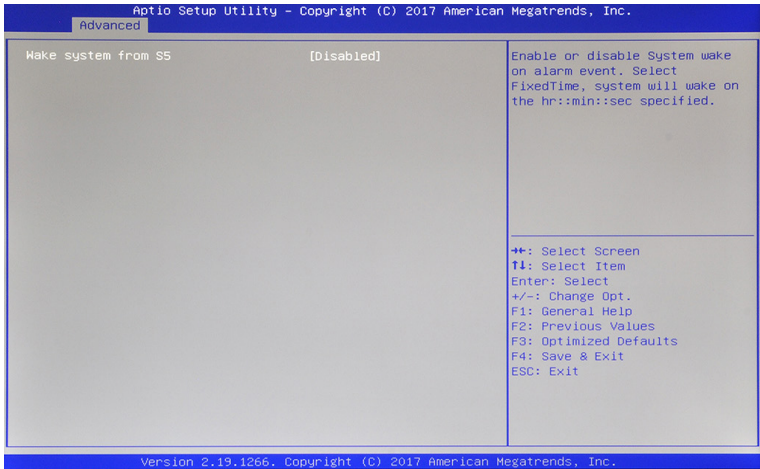 Aptio Setup Utility – Copyright (C) 2017 American Megatrends, Inc.
Advanced
Wake system from S5 [Disabled]
Enable or disable System wake
on alarm event. Select
FixedTime, system will wake on
the hr::min::sec specified.
→←: Select Screen
↑↓: Select Item
Enter: Select
+/-: Change Opt.
F1: General Help
F2: Previous Values
F3: Optimized Defaults
F4: Save & Exit
ESC: Exit
Version 2.19.1266. Copyright (C) 2017 American Megatrends, Inc.